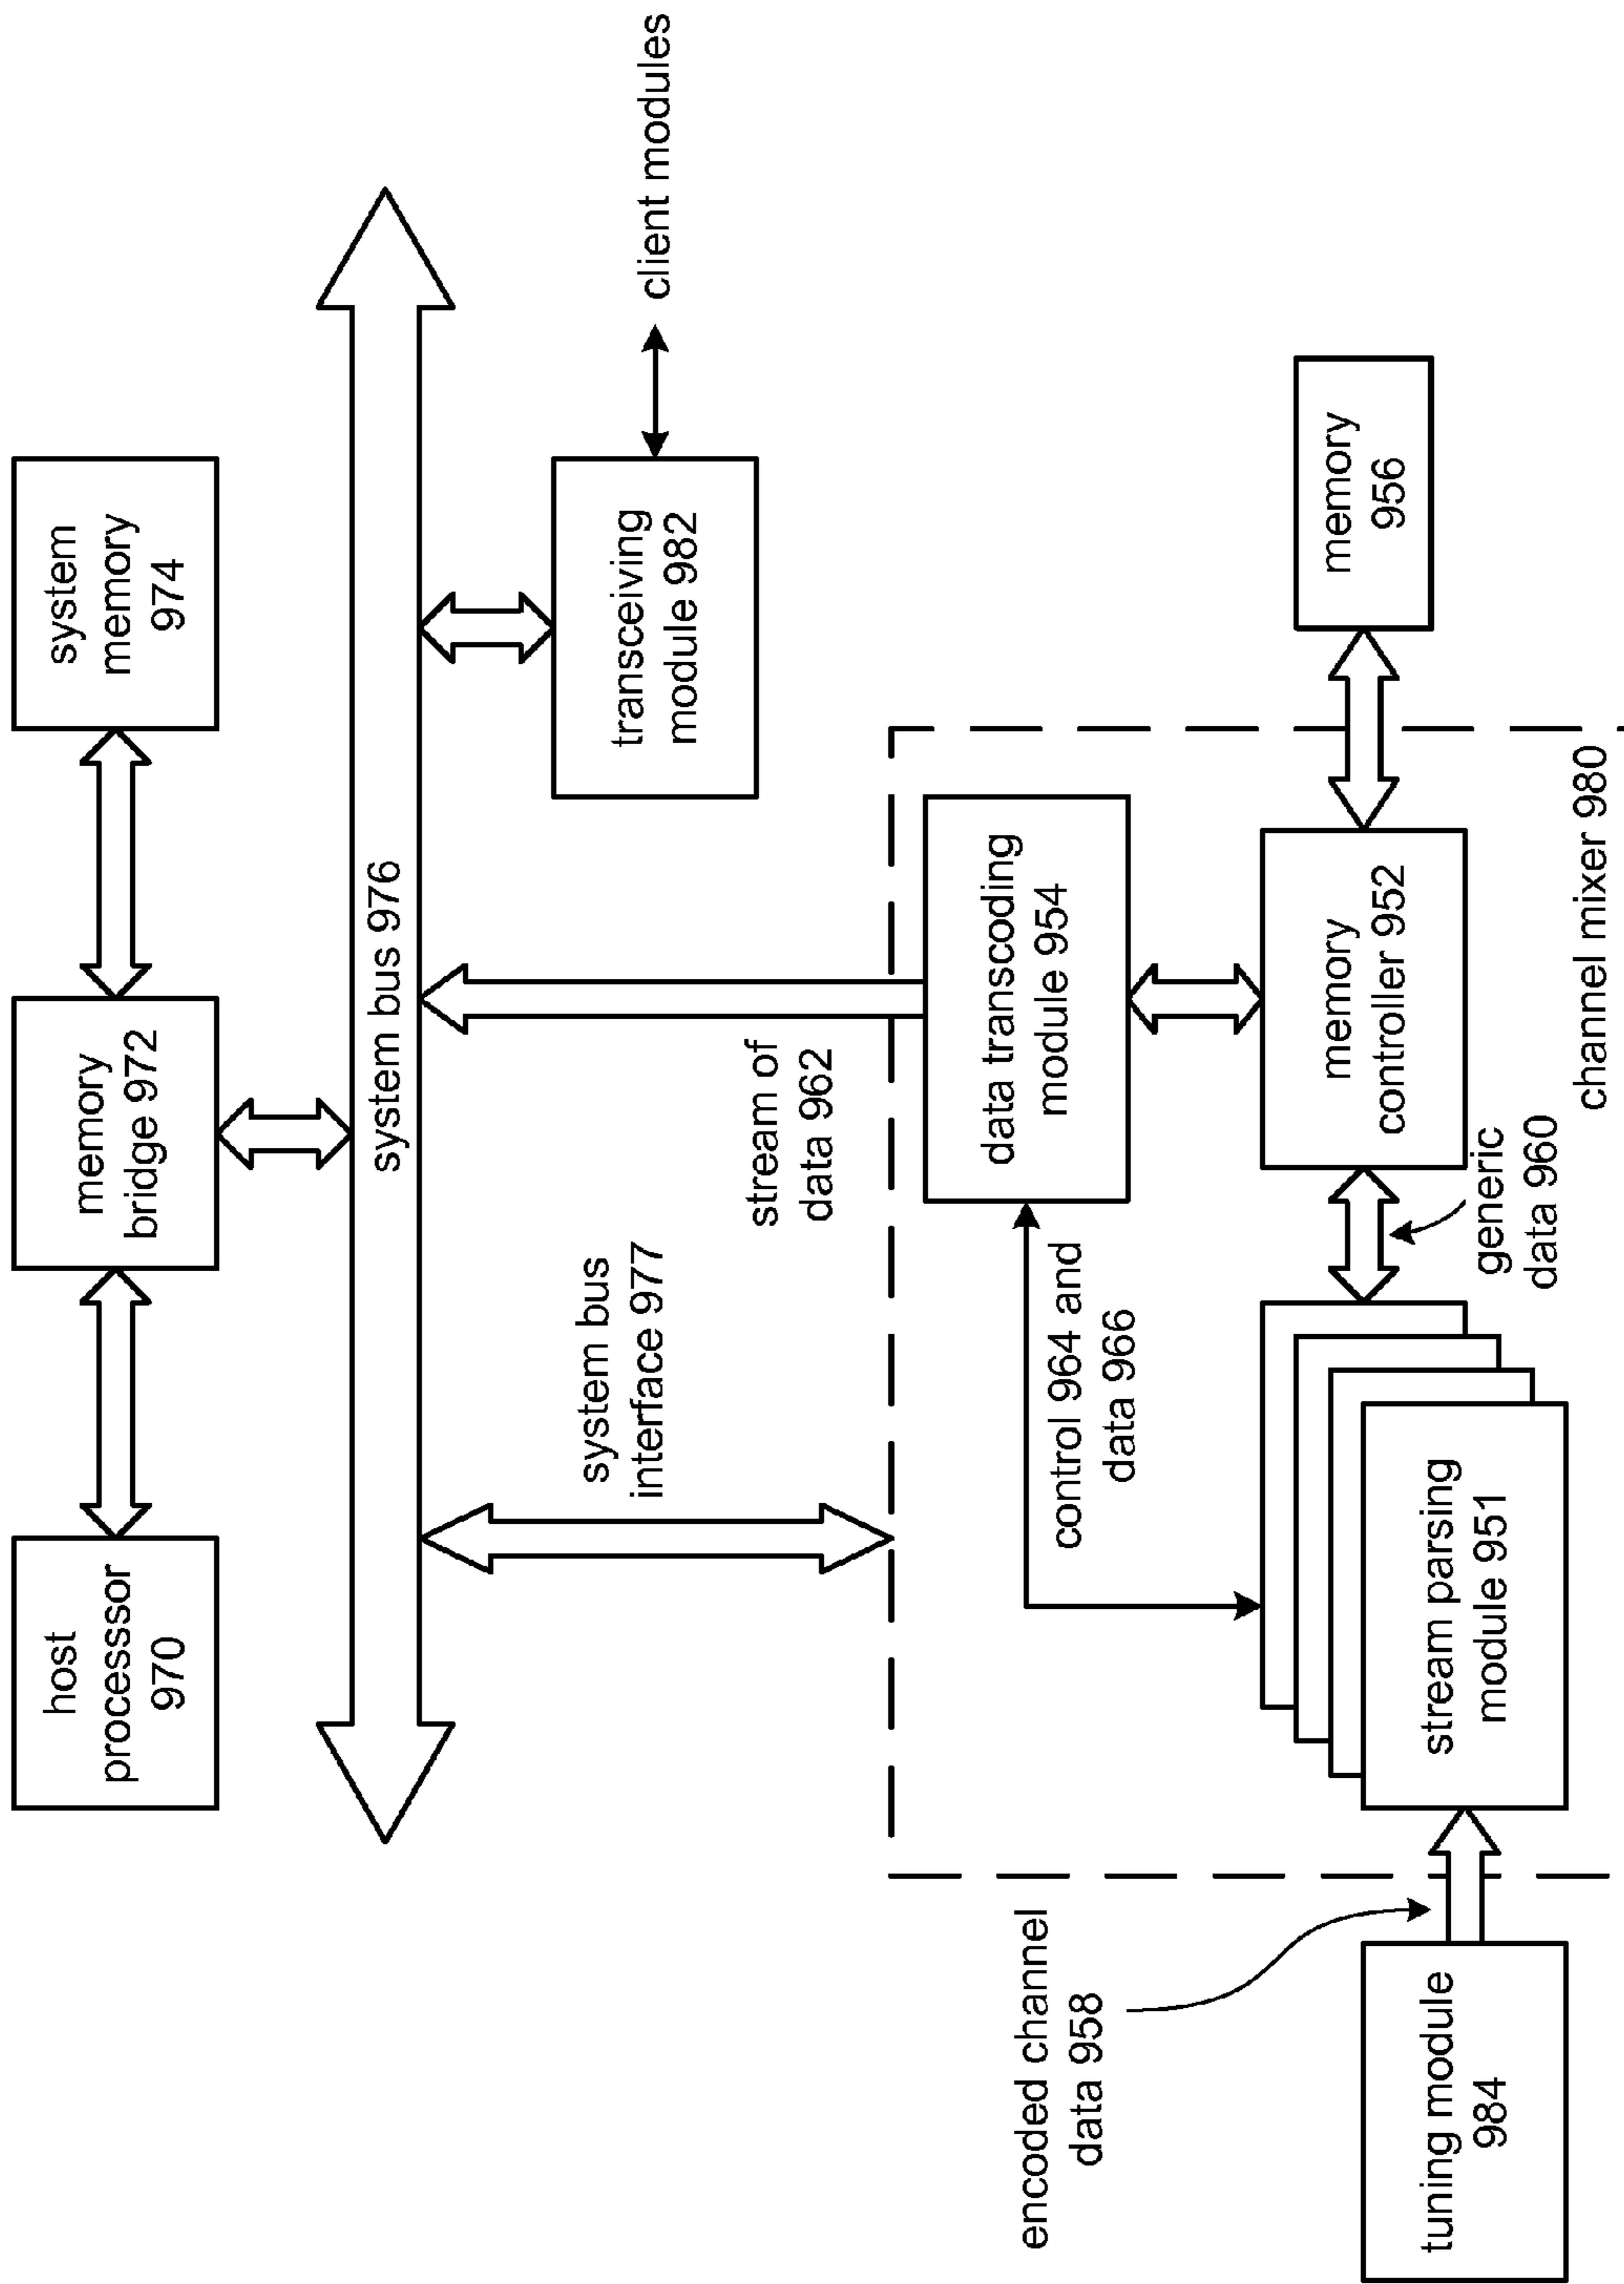 host
processor
970
memory
bridge 972
system
memory
974
system bus 976
system bus
interface 977
stream of
data 962
transceiving
module 982
client modules
data transcoding
module 954
control 964 and
data 966
encoded channel
data 958
tuning module
984
stream parsing
module 951
generic
data 960
memory
controller 952
memory
956
channel mixer 980